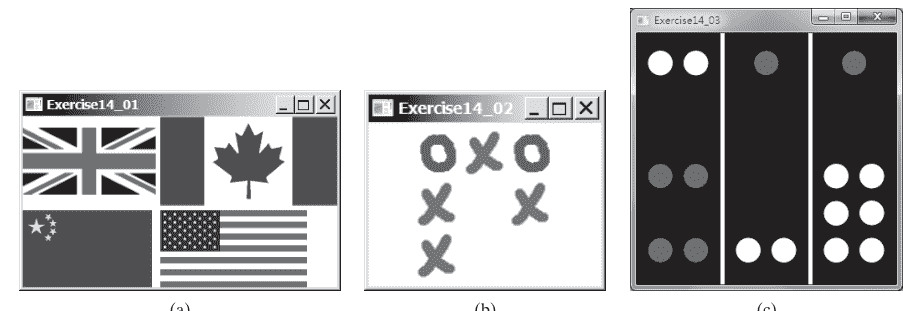 Exercise14_03
Exercise14_01
Exercise14_02
O X O
X X
X
(a)
(b)
(c)